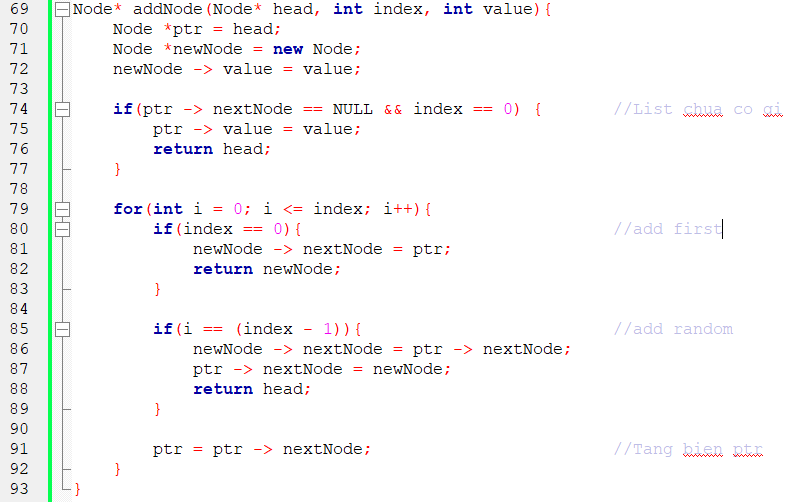 69 Node* addNode(Node* head, int index, int value){
70 Node *ptr = head;
71 Node *newNode = new Node;
72 newNode -> value = value;
73
74 if(ptr -> nextNode == NULL && index == 0) { //List chua co gi
75 ptr -> value = value;
76 return head;
77 }
78
79 for(int i = 0; i <= index; i++){
80 if(index == 0){ //add first
81 newNode -> nextNode = ptr;
82 return newNode;
83 }
84
85 if(i == (index - 1)){ //add random
86 newNode -> nextNode = ptr -> nextNode;
87 ptr -> nextNode = newNode;
88 return head;
89 }
90
91 ptr = ptr -> nextNode; //Tang bien ptr
92 }
93 }